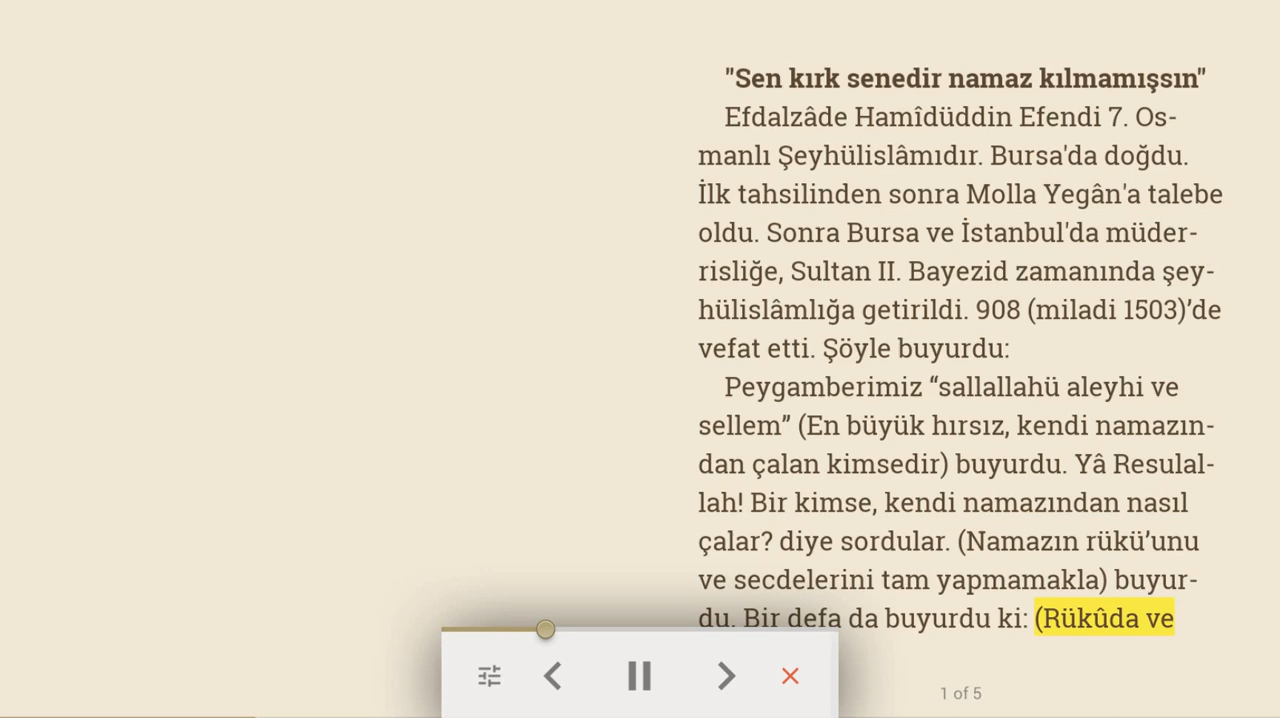 "Sen kırk senedir namaz kılmamışsın"
Efdalzâde Hamîdüddin Efendi 7. Os-
manlı Şeyhülislâmıdır. Bursa'da doğdu.
İlk tahsilinden sonra Molla Yegân'a talebe
oldu. Sonra Bursa ve İstanbul'da müder-
risliğe, Sultan II. Bayezid zamanında şey-
hülislâmlığa getirildi. 908 (miladi 1503)’de
vefat etti. Şöyle buyurdu:
Peygamberimiz “sallallahü aleyhi ve
sellem” (En büyük hırsız, kendi namazın-
dan çalan kimsedir) buyurdu. Yâ Resulal-
lah! Bir kimse, kendi namazından nasıl
çalar? diye sordular. (Namazın rükü’unu
ve secdelerini tam yapmamakla) buyur-
du. Bir defa da buyurdu ki: (Rükûda ve
1 of 5